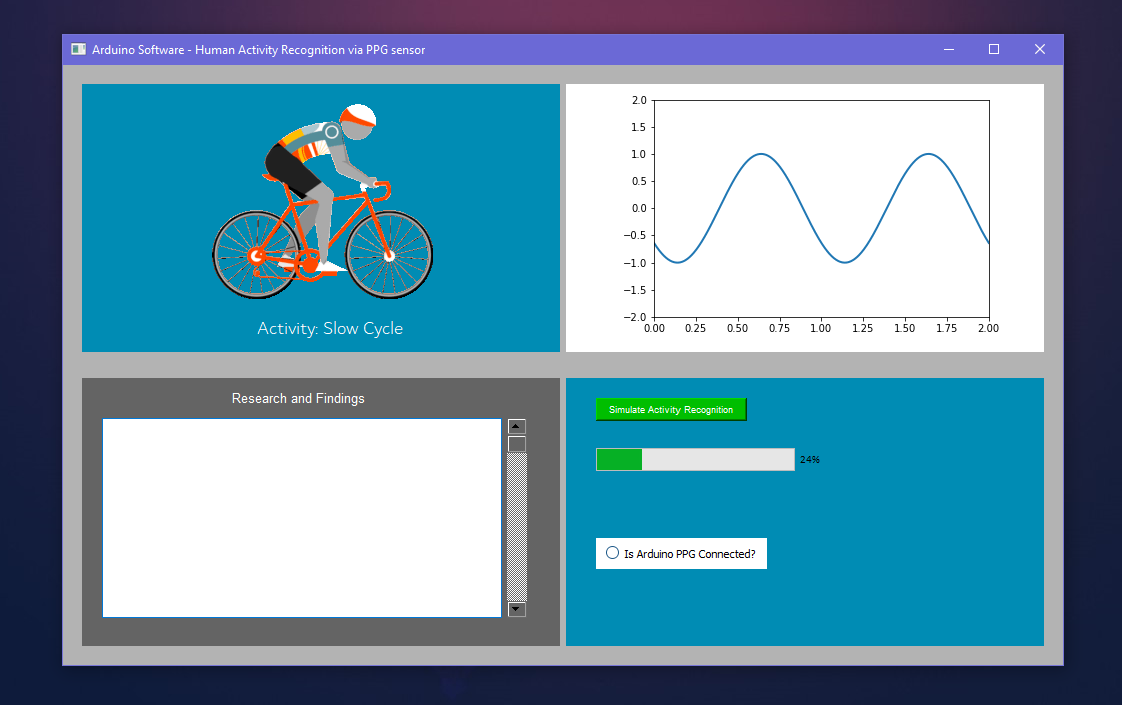 Arduino Software - Human Activity Recognition via PPG sensor
Activity: Slow Cycle
2.0
1.5
1.0
0.5
0.0
−0.5
−1.0
−1.5
−2.0
0.00 0.25 0.50 0.75 1.00 1.25 1.50 1.75 2.00
Research and Findings
Simulate Activity Recognition
24%
Is Arduino PPG Connected?